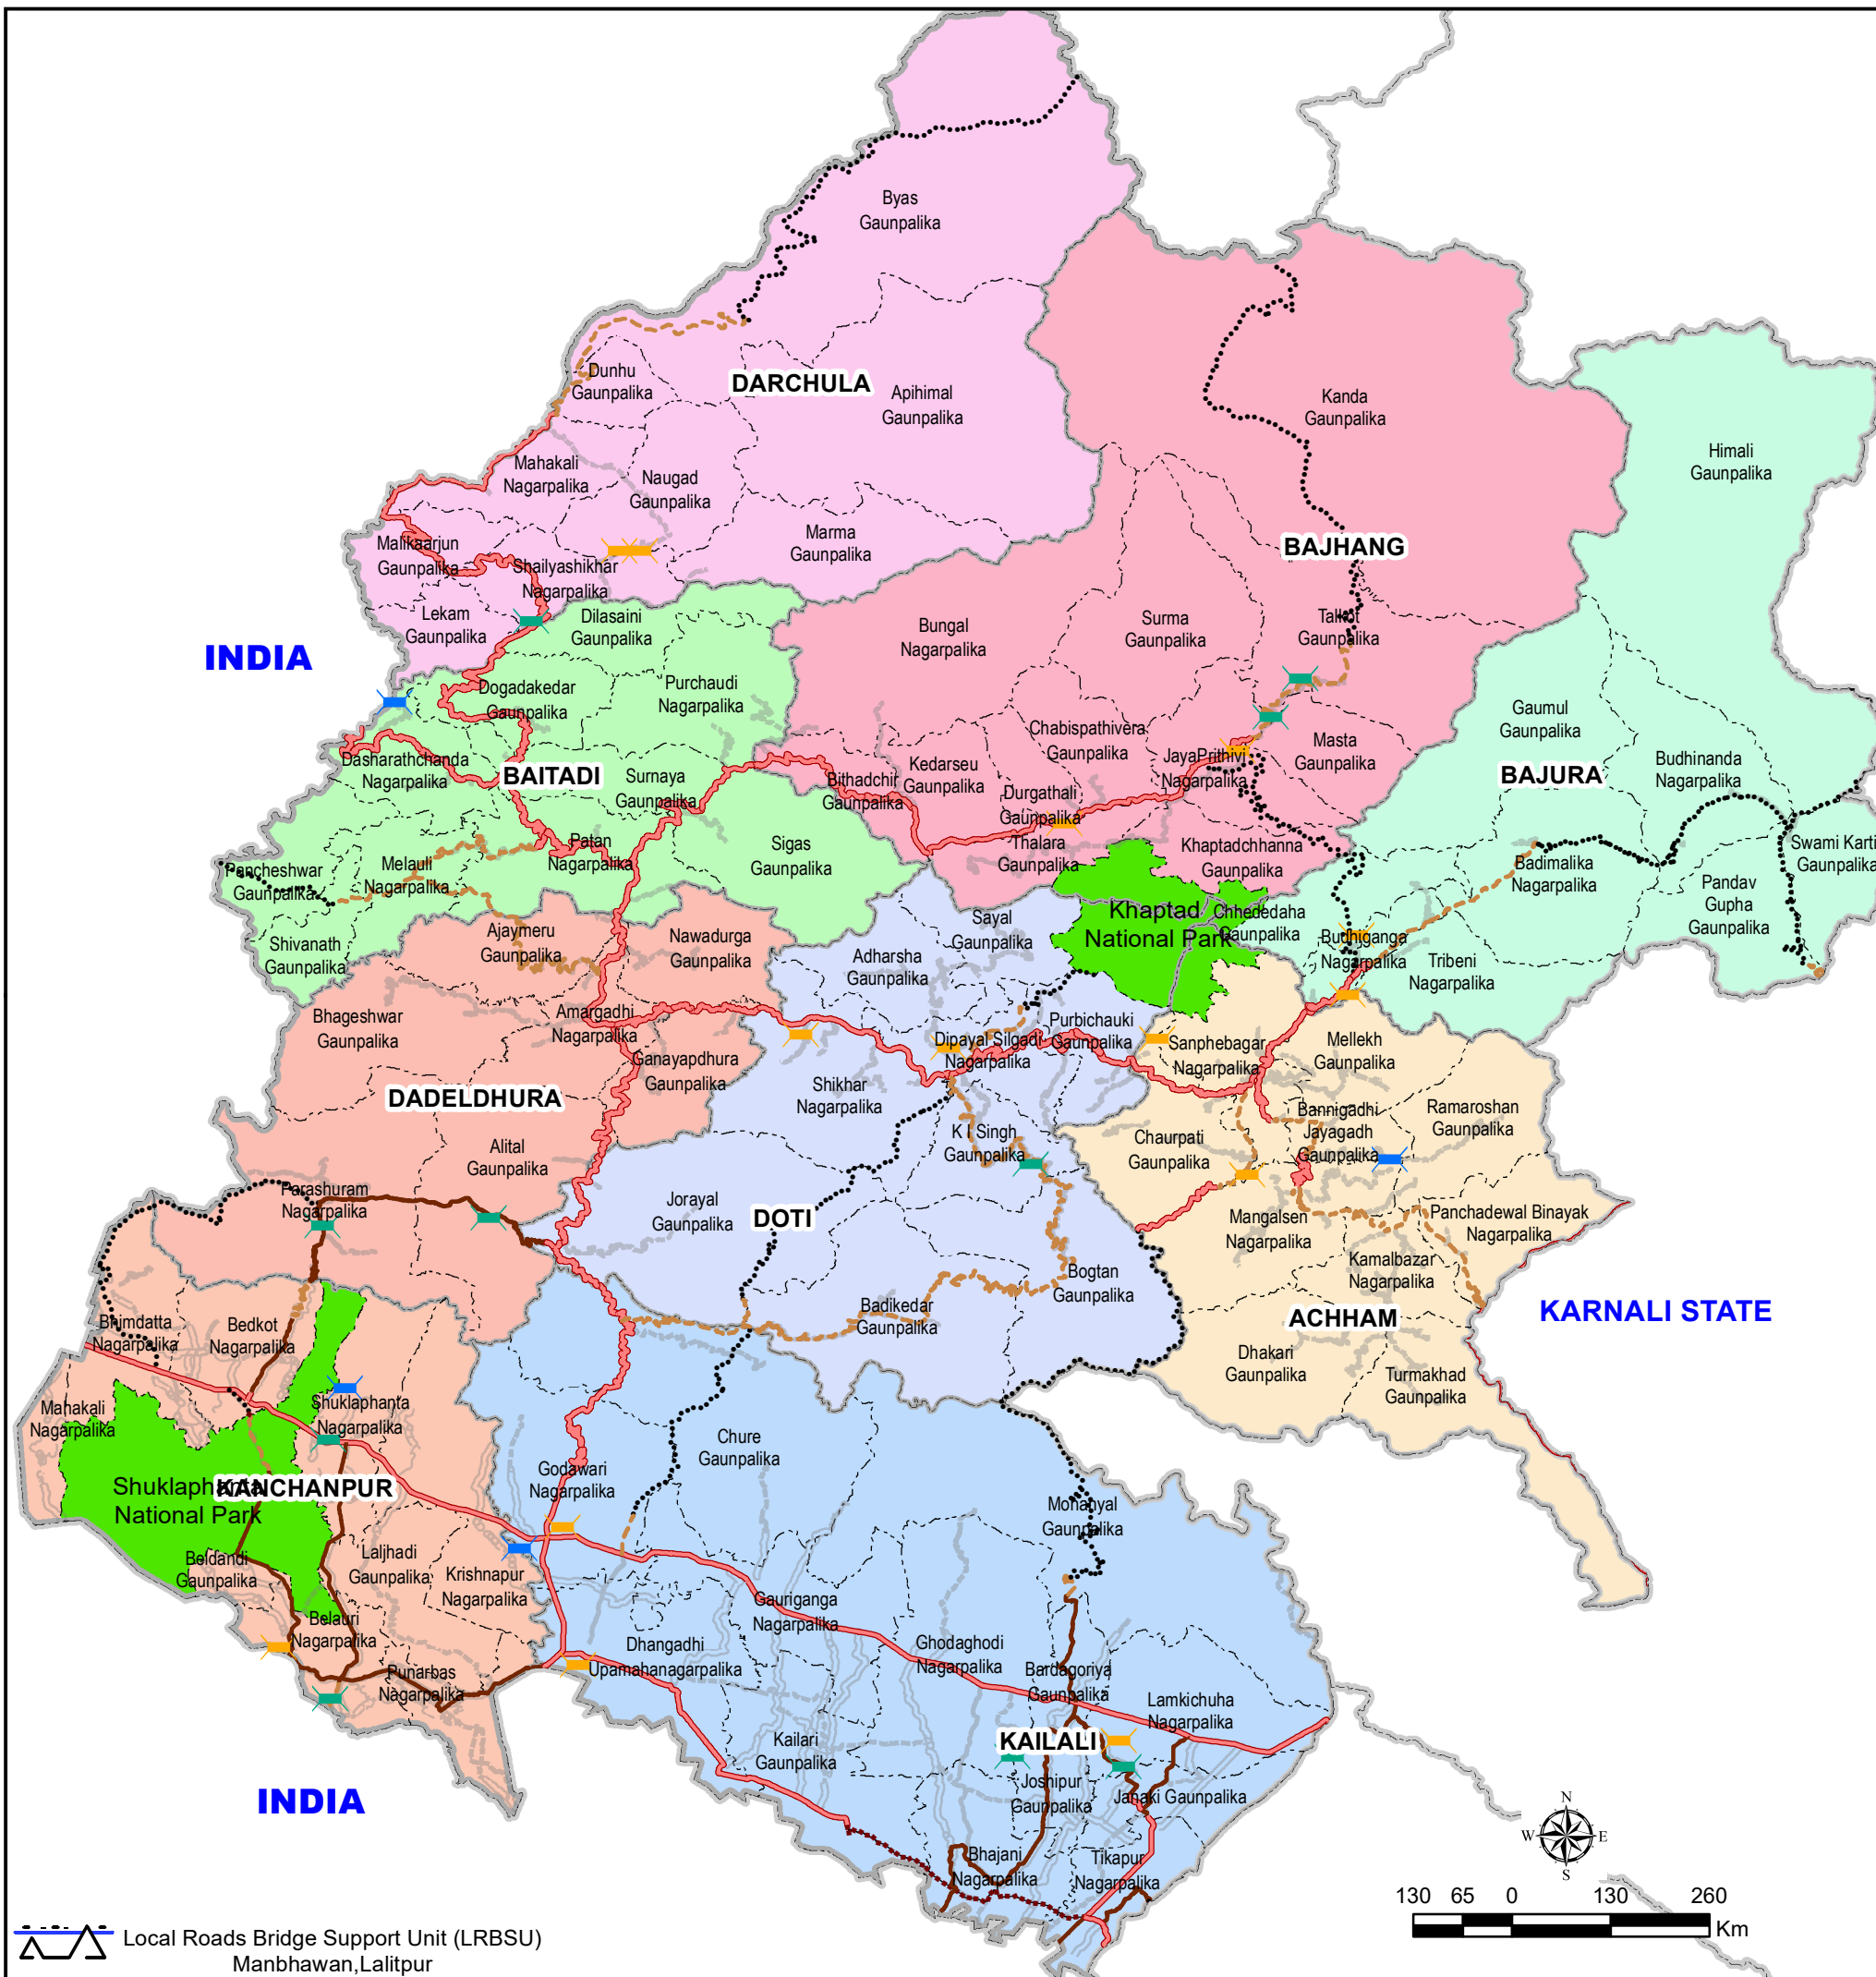 Byas
Gaunpalika
Dunhu
Gaunpalika
DARCHULA
Apihimal
Gaunpalika
Kanda
Gaunpalika
Himali
Gaunpalika
Mahakali
Nagarpalika
Naugad
Gaunpalika
Marma
Gaunpalika
BAJHANG
Malikaarjun
Gaunpalika
Shailyashikhar
Nagarpalika
Lekam
Gaunpalika
Dilasaini
Gaunpalika
Bungal
Nagarpalika
Surma
Gaunpalika
Talkot
Gaunpalika
INDIA
Dogadakedar
Gaunpalika
Purchaudi
Nagarpalika
Chabispathivera
Gaunpalika
JayaPrithivi
Nagarpalika
Masta
Gaunpalika
Gaumul
Gaunpalika
Budhinanda
Nagarpalika
BAJURA
Dasharathchanda
Nagarpalika
BAITADI
Surnaya
Gaunpalika
Bithadchir
Gaunpalika
Kedarseu
Gaunpalika
Durgathali
Gaunpalika
Thalara
Gaunpalika
Khaptadchhanna
Gaunpalika
Pancheshwar
Gaunpalika
Melauli
Nagarpalika
Patan
Nagarpalika
Sigas
Gaunpalika
Badimalika
Nagarpalika
Swami Karti
Gaunpalika
Pandav
Gupha
Gaunpalika
Shivanath
Gaunpalika
Ajaymeru
Gaunpalika
Nawadurga
Gaunpalika
Adharsha
Gaunpalika
Sayal
Gaunpalika
Khaptad
National Park
Chhededaha
Gaunpalika
Budhiganga
Nagarpalika
Tribeni
Nagarpalika
Bhageshwar
Gaunpalika
Amargadhi
Nagarpalika
Ganayapdhura
Gaunpalika
Dipayal Silgadi
Nagarpalika
Purbichauki
Gaunpalika
Sanphebagar
Nagarpalika
Mellekh
Gaunpalika
DADELDHURA
Shikhar
Nagarpalika
K I Singh
Gaunpalika
Chaurpati
Gaunpalika
Bannigadhi
Jayagadh
Gaunpalika
Ramaroshan
Gaunpalika
Alital
Gaunpalika
Parashuram
Nagarpalika
Jorayal
Gaunpalika
DOTI
Mangalsen
Nagarpalika
Panchadewal Binayak
Nagarpalika
Kamalbazar
Nagarpalika
Bogtan
Gaunpalika
Badikedar
Gaunpalika
ACHHAM
KARNALI STATE
Bhimdatta
Nagarpalika
Bedkot
Nagarpalika
Dhakari
Gaunpalika
Turmakhad
Gaunpalika
Mahakali
Nagarpalika
Shuklaphanta
Nagarpalika
Chure
Gaunpalika
Godawari
Nagarpalika
Shuklaphanta
National Park
KANCHANPUR
Mohanyal
Gaunpalika
Beldandi
Gaunpalika
Laljhadi
Gaunpalika
Krishnapur
Nagarpalika
Gauriganga
Nagarpalika
Belauri
Nagarpalika
Dhangadhi
Upamahanagarpalika
Ghodaghodi
Nagarpalika
Bardagoriya
Gaunpalika
Punarbas
Nagarpalika
Lamkichuha
Nagarpalika
Kailari
Gaunpalika
KAILALI
Joshipur
Gaunpalika
Janaki Gaunpalika
INDIA
Bhajani
Nagarpalika
Tikapur
Nagarpalika
N
W E
S
130 65 0 130 260
Km
Local Roads Bridge Support Unit (LRBSU)
Manbhawan,Lalitpur